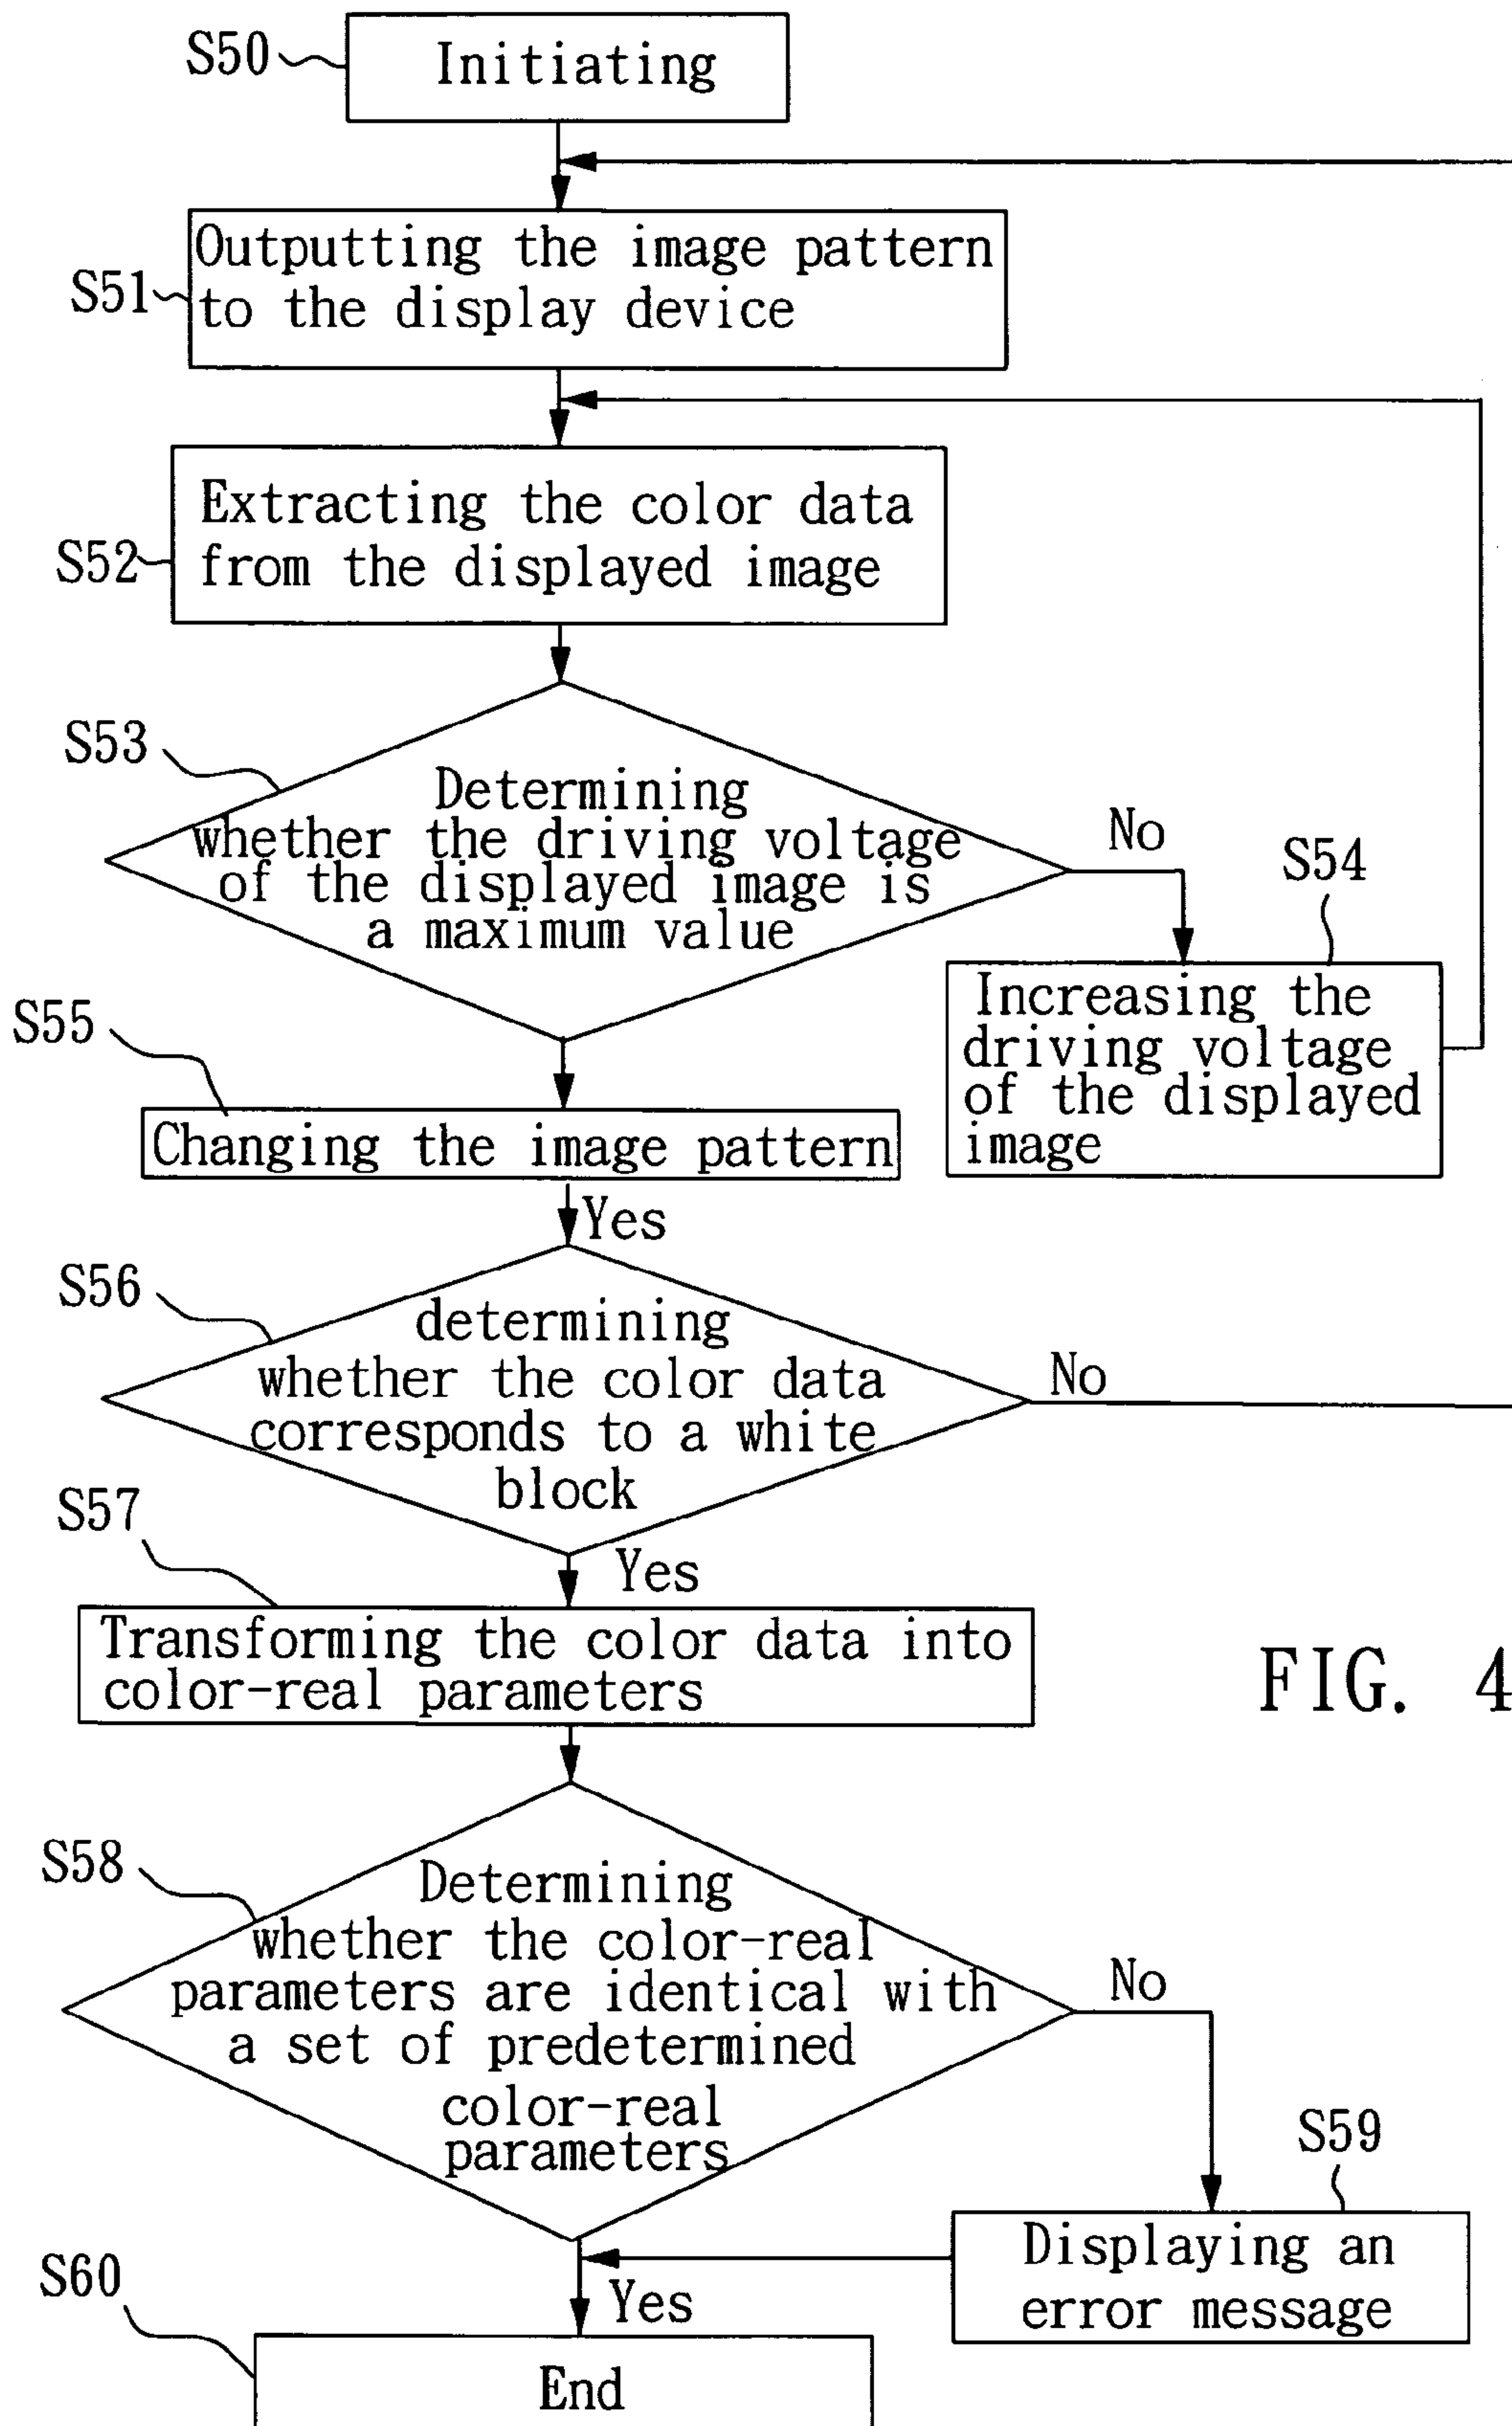 S50
Initiating
S51
Outputting the image pattern
to the display device
S52
Extracting the color data
from the displayed image
S53
Determining
whether the driving voltage
of the displayed image is
a maximum value
No
S54
Increasing the
driving voltage
of the displayed
image
S55
Changing the image pattern
Yes
S56
determining
whether the color data
corresponds to a white
block
No
S57
Yes
Transforming the color data into
color-real parameters
FIG. 4
S58
Determining
whether the color-real
parameters are identical with
a set of predetermined
color-real
parameters
No
S59
Displaying an
error message
S60
Yes
End